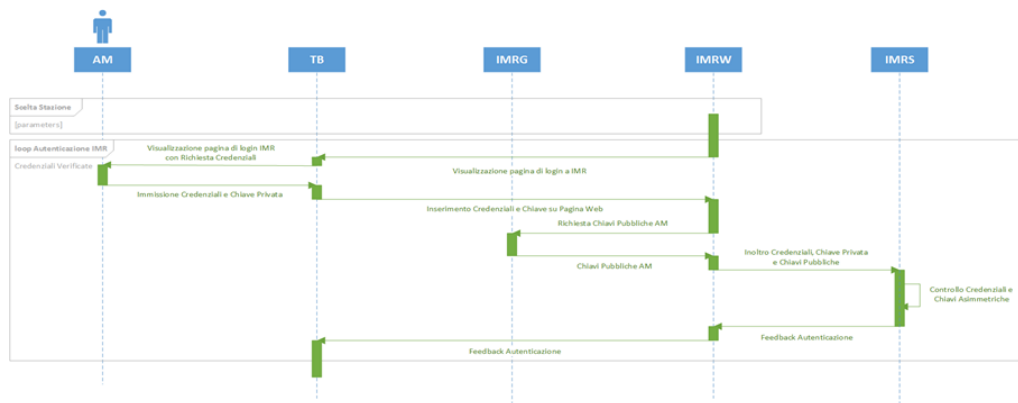 AM
TB
IMRG
IMRW
IMRS
Scelta Stazione
[parameters]
loop Autenticazione IMR
Credenziali Verificate
Visualizzazione pagina di login IMR
con Richiesta Credenziali
Visualizzazione pagina di login a IMR
Immissione Credenziali e Chiave Privata
Inserimento Credenziali e Chiave su Pagina Web
Richiesta Chiavi Pubbliche AM
Chiavi Pubbliche AM
Inoltro Credenziali, Chiave Privata
e Chiavi Pubbliche
Controllo Credenziali e
Chiavi Asimmetriche
Feedback Autenticazione
Feedback Autenticazione